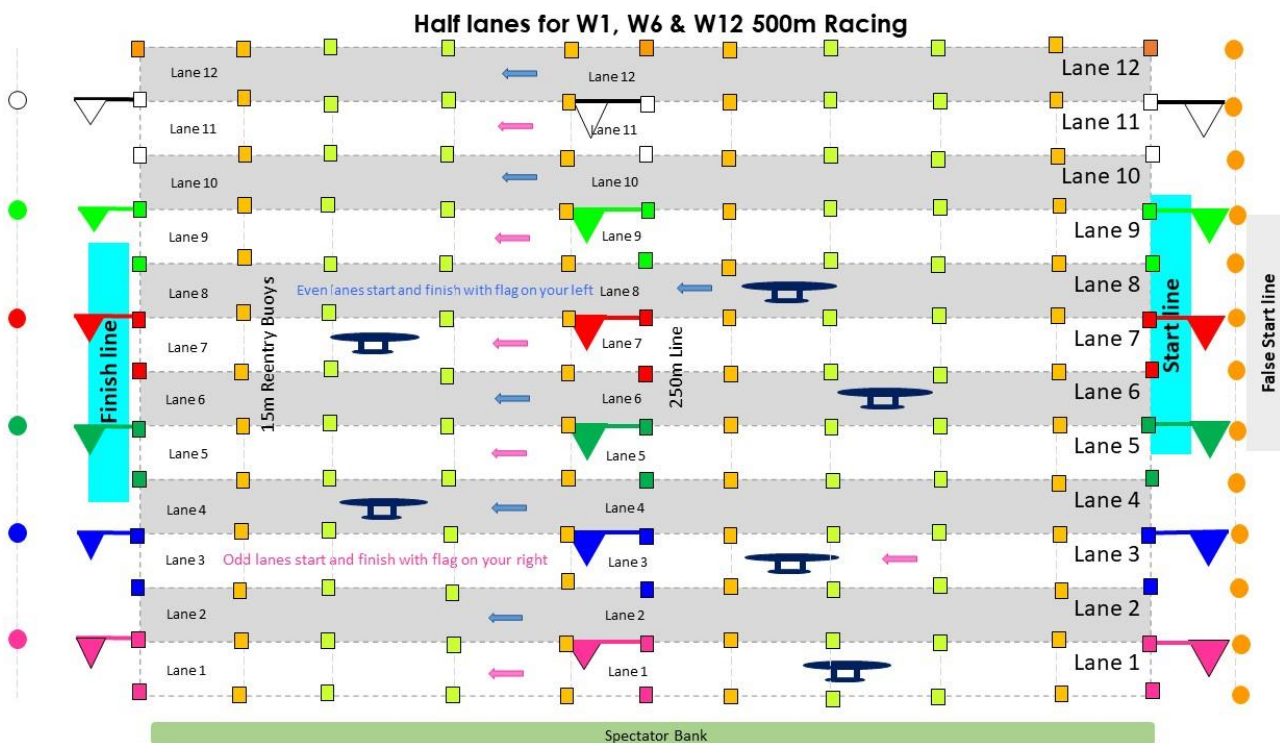 Half lanes for W1, W6 & W12 500m Racing
Lane 12 Lane 12 Lane 12
Lane 11 Lane 11 Lane 11
Lane 10 Lane 10 Lane 10
Lane 9 Lane 9 Lane 9
Even lanes start and finish with flag on your left
Lane 8 Lane 8 Lane 8
Lane 7 Lane 7 Lane 7
Finish line
15m Reentry Buoys
250m Line
Start line
False Start line
Lane 6 Lane 6 Lane 6
Lane 5 Lane 5 Lane 5
Lane 4 Lane 4 Lane 4
Odd lanes start and finish with flag on your right
Lane 3 Lane 3 Lane 3
Lane 2 Lane 2 Lane 2
Lane 1 Lane 1 Lane 1
Spectator Bank